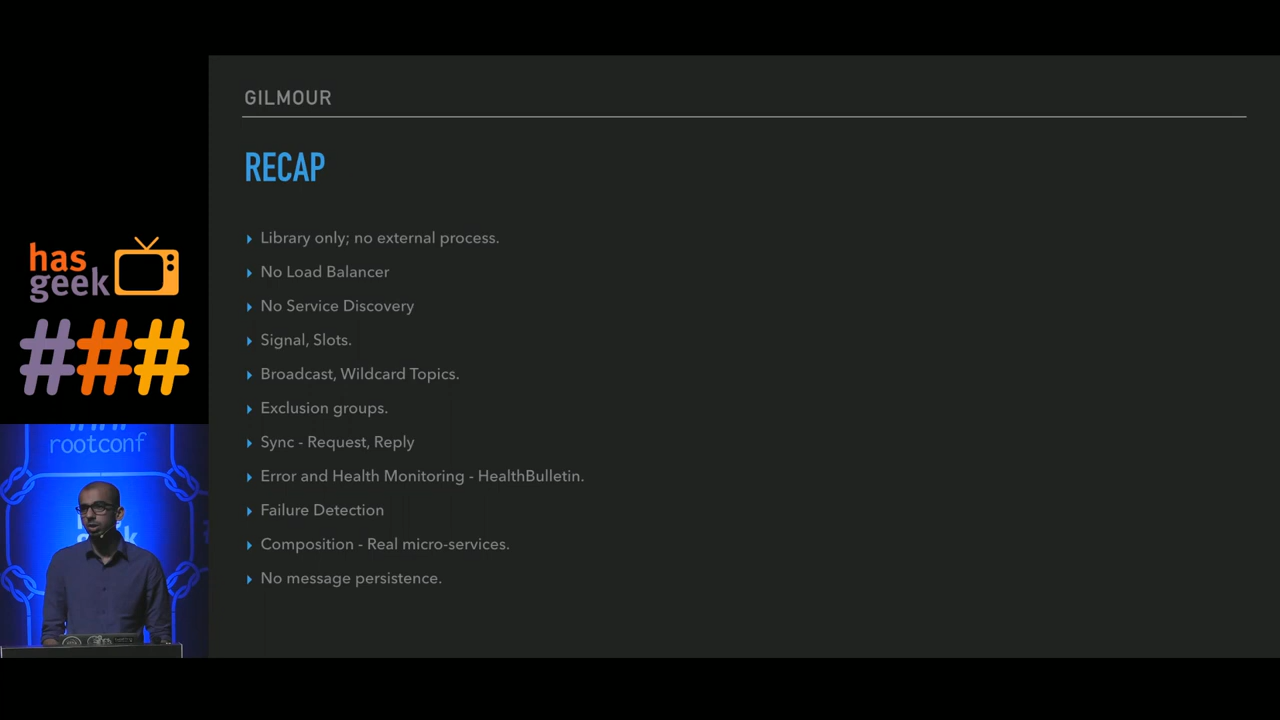 GILMOUR
RECAP
Library only; no external process.
No Load Balancer
No Service Discovery
Signal, Slots.
Broadcast, Wildcard Topics.
Exclusion groups.
Sync - Request, Reply
Error and Health Monitoring - HealthBulletin.
Failure Detection
Composition - Real micro-services.
No message persistence.
has
geek
###
rootconf